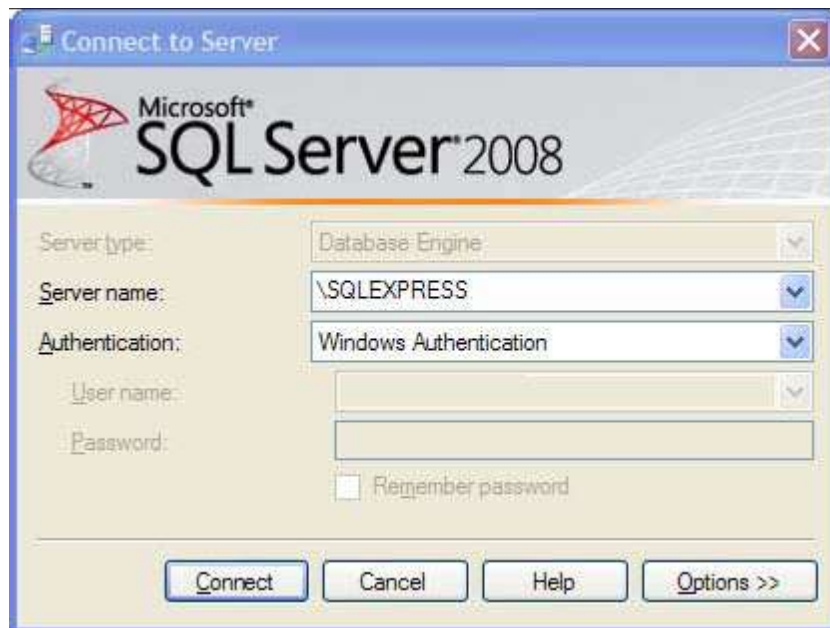 Connect to Server
Microsoft®
SQL Server® 2008
™
Server type: Database Engine
Server name: \SQLEXPRESS
Authentication: Windows Authentication
User name:
Password:
Remember password
Connect Cancel Help Options >>